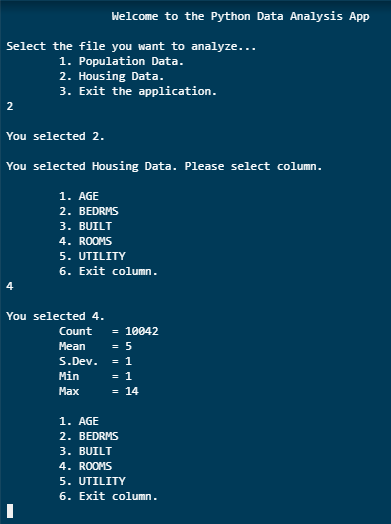 Welcome to the Python Data Analysis App
Select the file you want to analyze...
1. Population Data.
2. Housing Data.
3. Exit the application.
2
You selected 2.
You selected Housing Data. Please select column.
1. AGE
2. BEDRMS
3. BUILT
4. ROOMS
5. UTILITY
6. Exit column.
4
You selected 4.
Count = 10042
Mean = 5
S.Dev. = 1
Min = 1
Max = 14
1. AGE
2. BEDRMS
3. BUILT
4. ROOMS
5. UTILITY
6. Exit column.